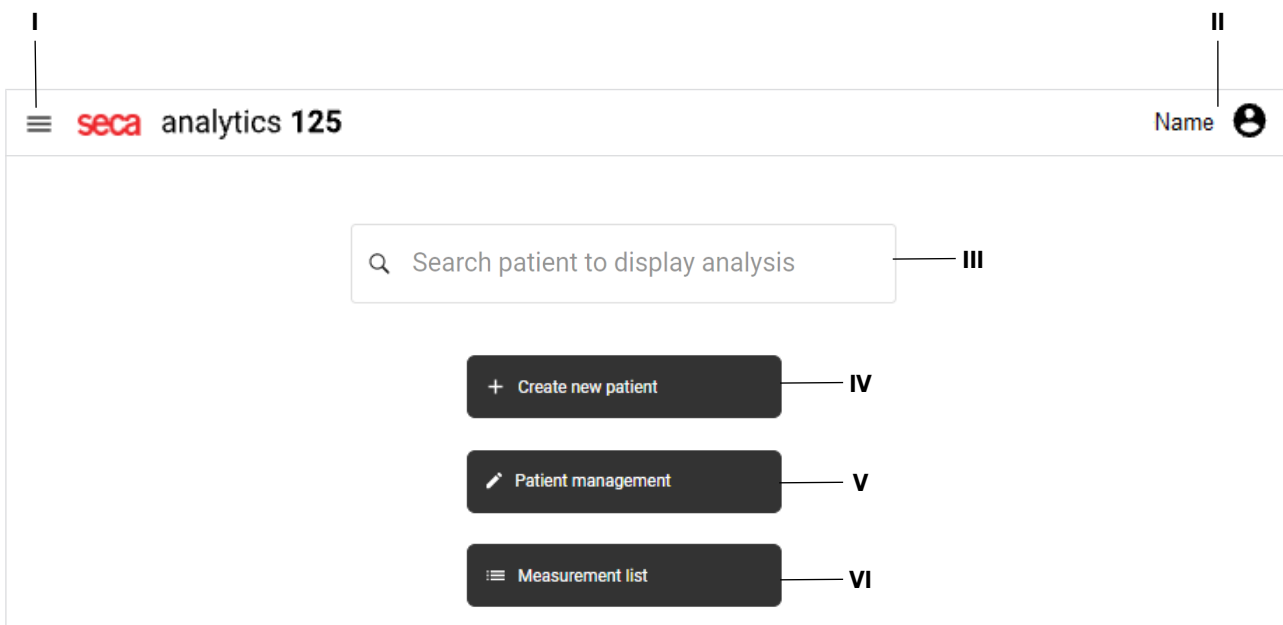 I
II
seca analytics 125
Name
Search patient to display analysis
III
+ Create new patient
IV
Patient management
V
Measurement list
VI